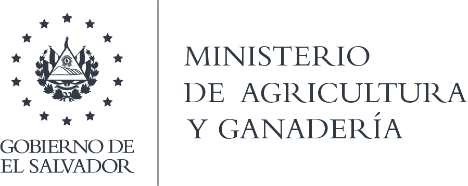 GOBIERNO DE
EL SALVADOR
MINISTERIO
DE AGRICULTURA
Y GANADERÍA